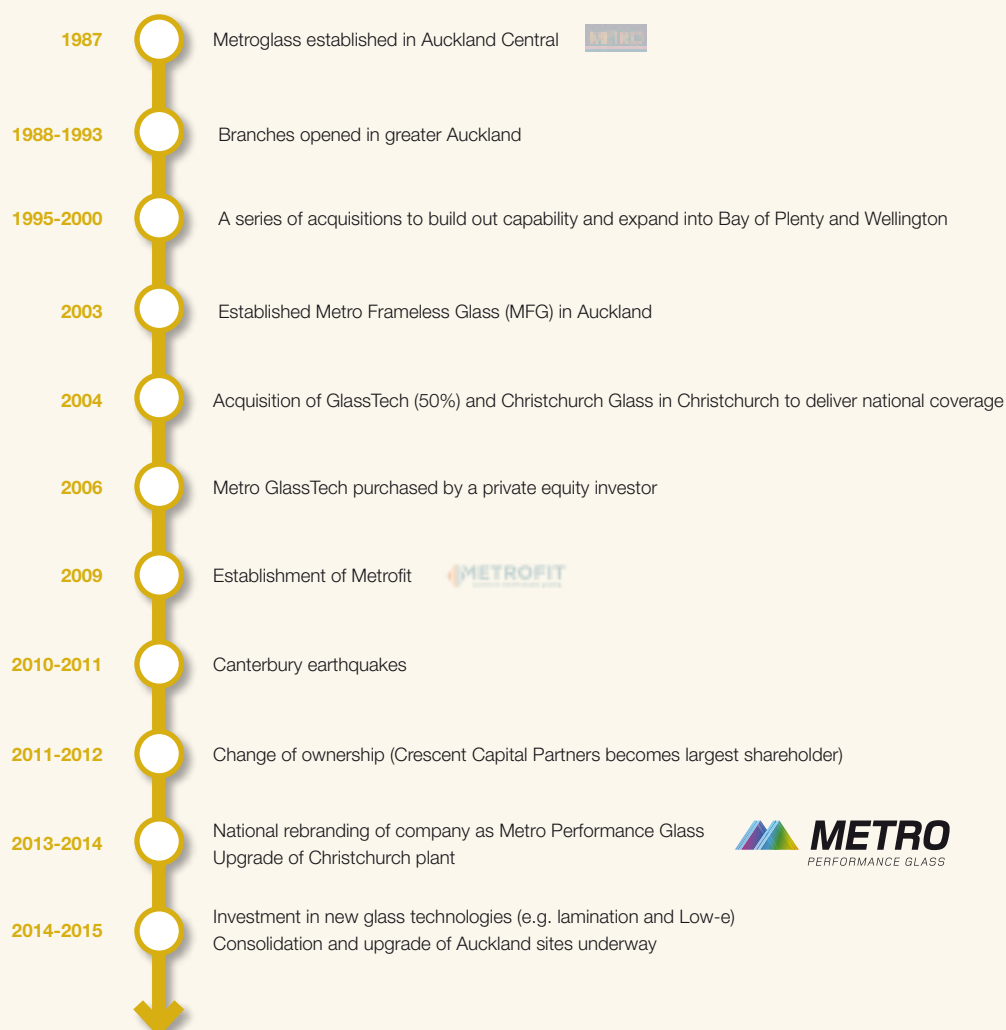 1987
Metroglass established in Auckland Central
METRO
1988-1993
Branches opened in greater Auckland
1995-2000
A series of acquisitions to build out capability and expand into Bay of Plenty and Wellington
2003
Established Metro Frameless Glass (MFG) in Auckland
2004
Acquisition of GlassTech (50%) and Christchurch Glass in Christchurch to deliver national coverage
2006
Metro GlassTech purchased by a private equity investor
2009
Establishment of Metrofit
METROFIT
2010-2011
Canterbury earthquakes
2011-2012
Change of ownership (Crescent Capital Partners becomes largest shareholder)
2013-2014
National rebranding of company as Metro Performance Glass
Upgrade of Christchurch plant
METRO
PERFORMANCE GLASS
2014-2015
Investment in new glass technologies (e.g. lamination and Low-e)
Consolidation and upgrade of Auckland sites underway